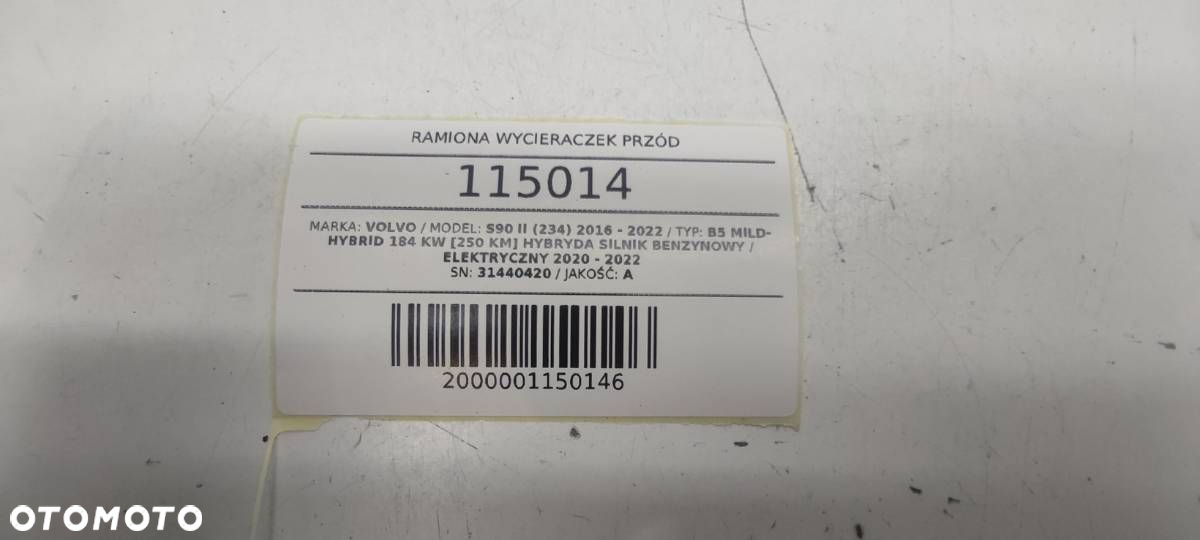 RAMIONA WYCIERACZEK PRZÓD
115014
MARKA: VOLVO / MODEL: S90 II (234) 2016 - 2022 / TYP: B5 MILD-
HYBRID 184 KW [250 KM] HYBRYDA SILNIK BENZYNOWY /
ELEKTRYCZNY 2020 - 2022
SN: 31440420 / JAKOŚĆ: A
2000001150146
OTOMOTO